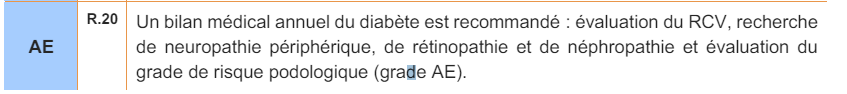 AE
R.20
Un bilan médical annuel du diabète est recommandé : évaluation du RCV, recherche
de neuropathie périphérique, de rétinopathie et de néphropathie et évaluation du
grade de risque podologique (grade AE).